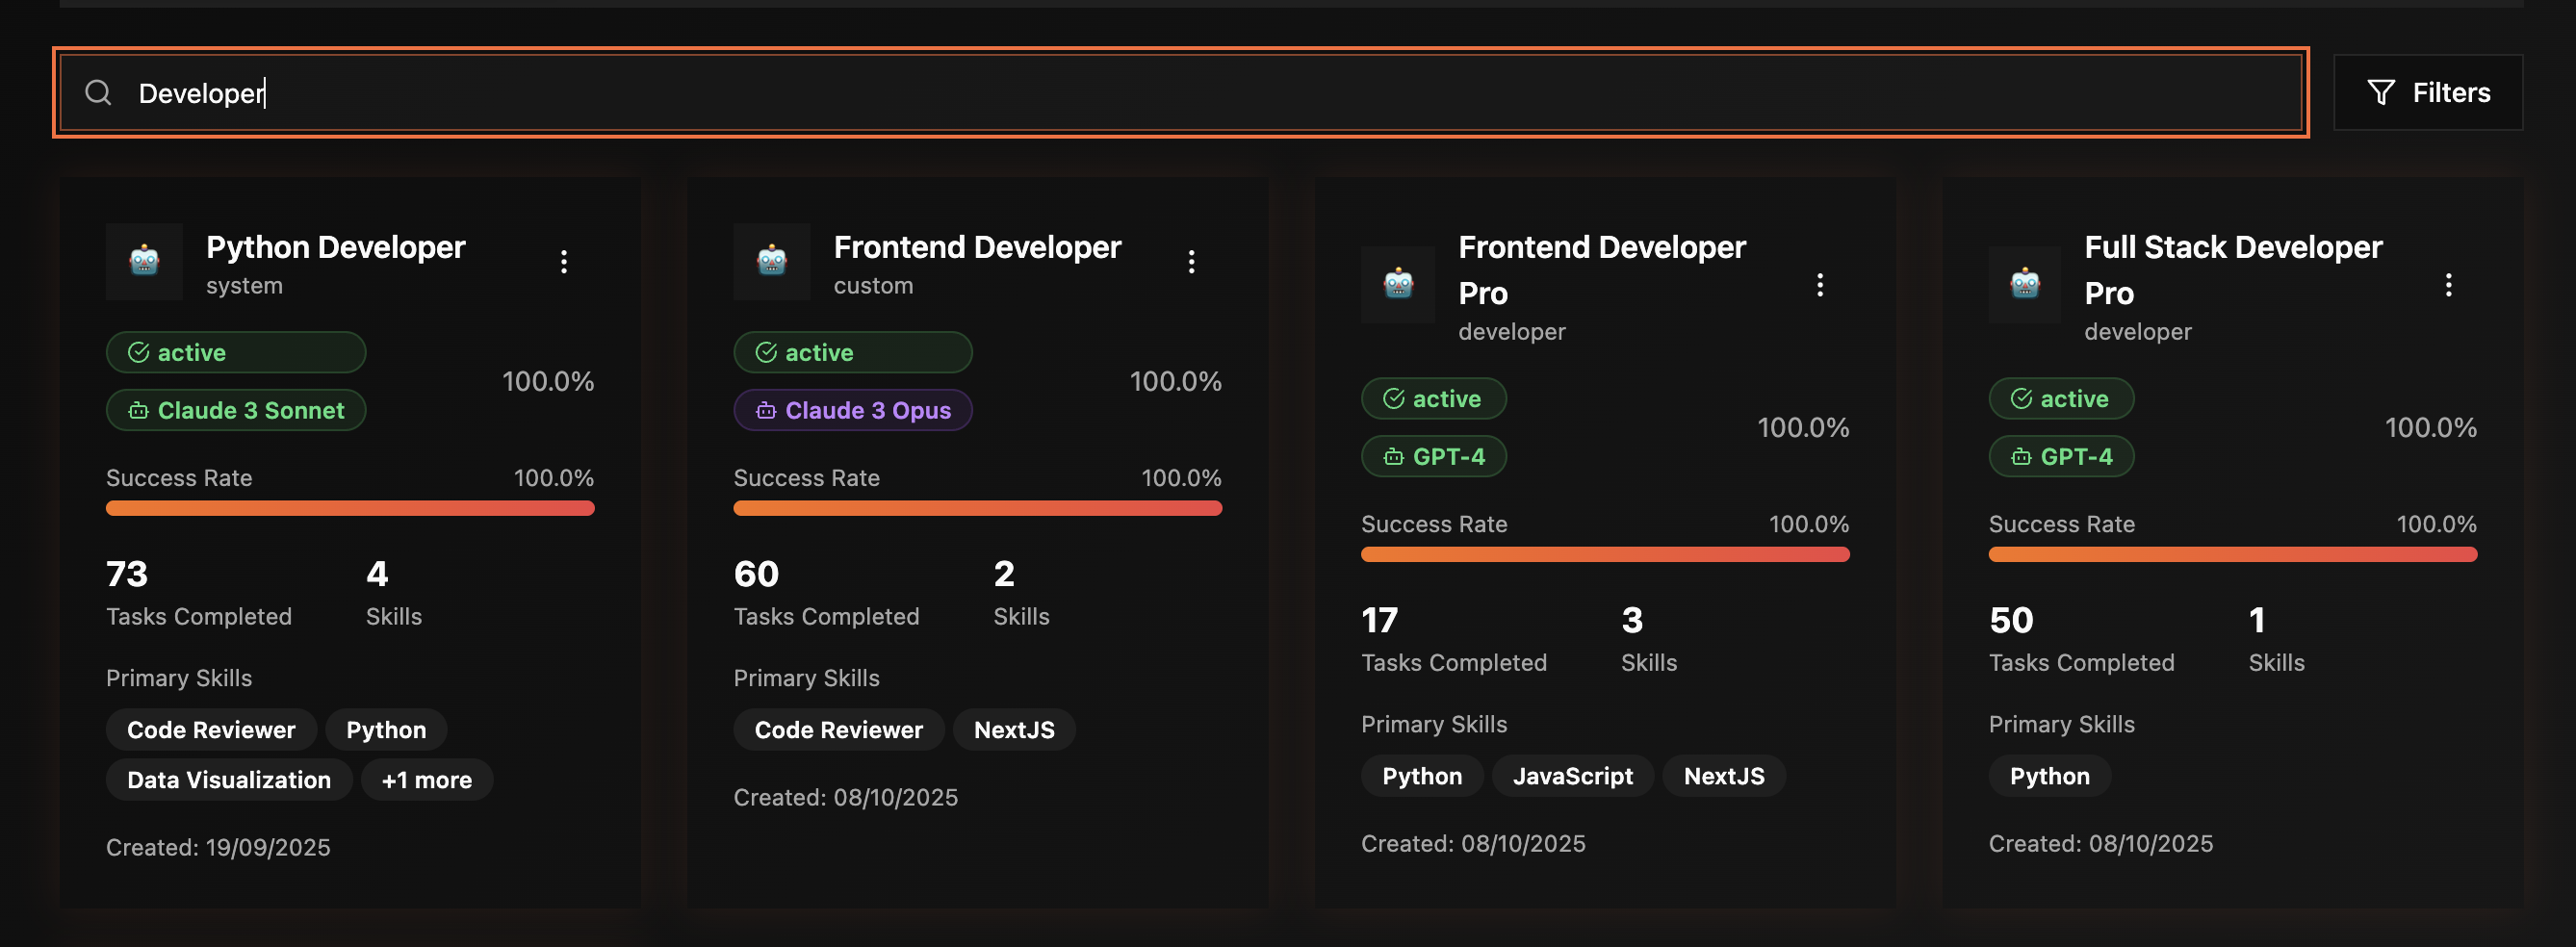 Developer
Filters
Python Developer
system
active
100.0%
Claude 3 Sonnet
Success Rate 100.0%
73 4
Tasks Completed Skills
Primary Skills
Code Reviewer Python
Data Visualization +1 more
Created: 19/09/2025
Frontend Developer
custom
active
100.0%
Claude 3 Opus
Success Rate 100.0%
60 2
Tasks Completed Skills
Primary Skills
Code Reviewer NextJS
Created: 08/10/2025
Frontend Developer
Pro
developer
active
100.0%
GPT-4
Success Rate 100.0%
17 3
Tasks Completed Skills
Primary Skills
Python JavaScript NextJS
Created: 08/10/2025
Full Stack Developer
Pro
developer
active
100.0%
GPT-4
Success Rate 100.0%
50 1
Tasks Completed Skills
Primary Skills
Python
Created: 08/10/2025